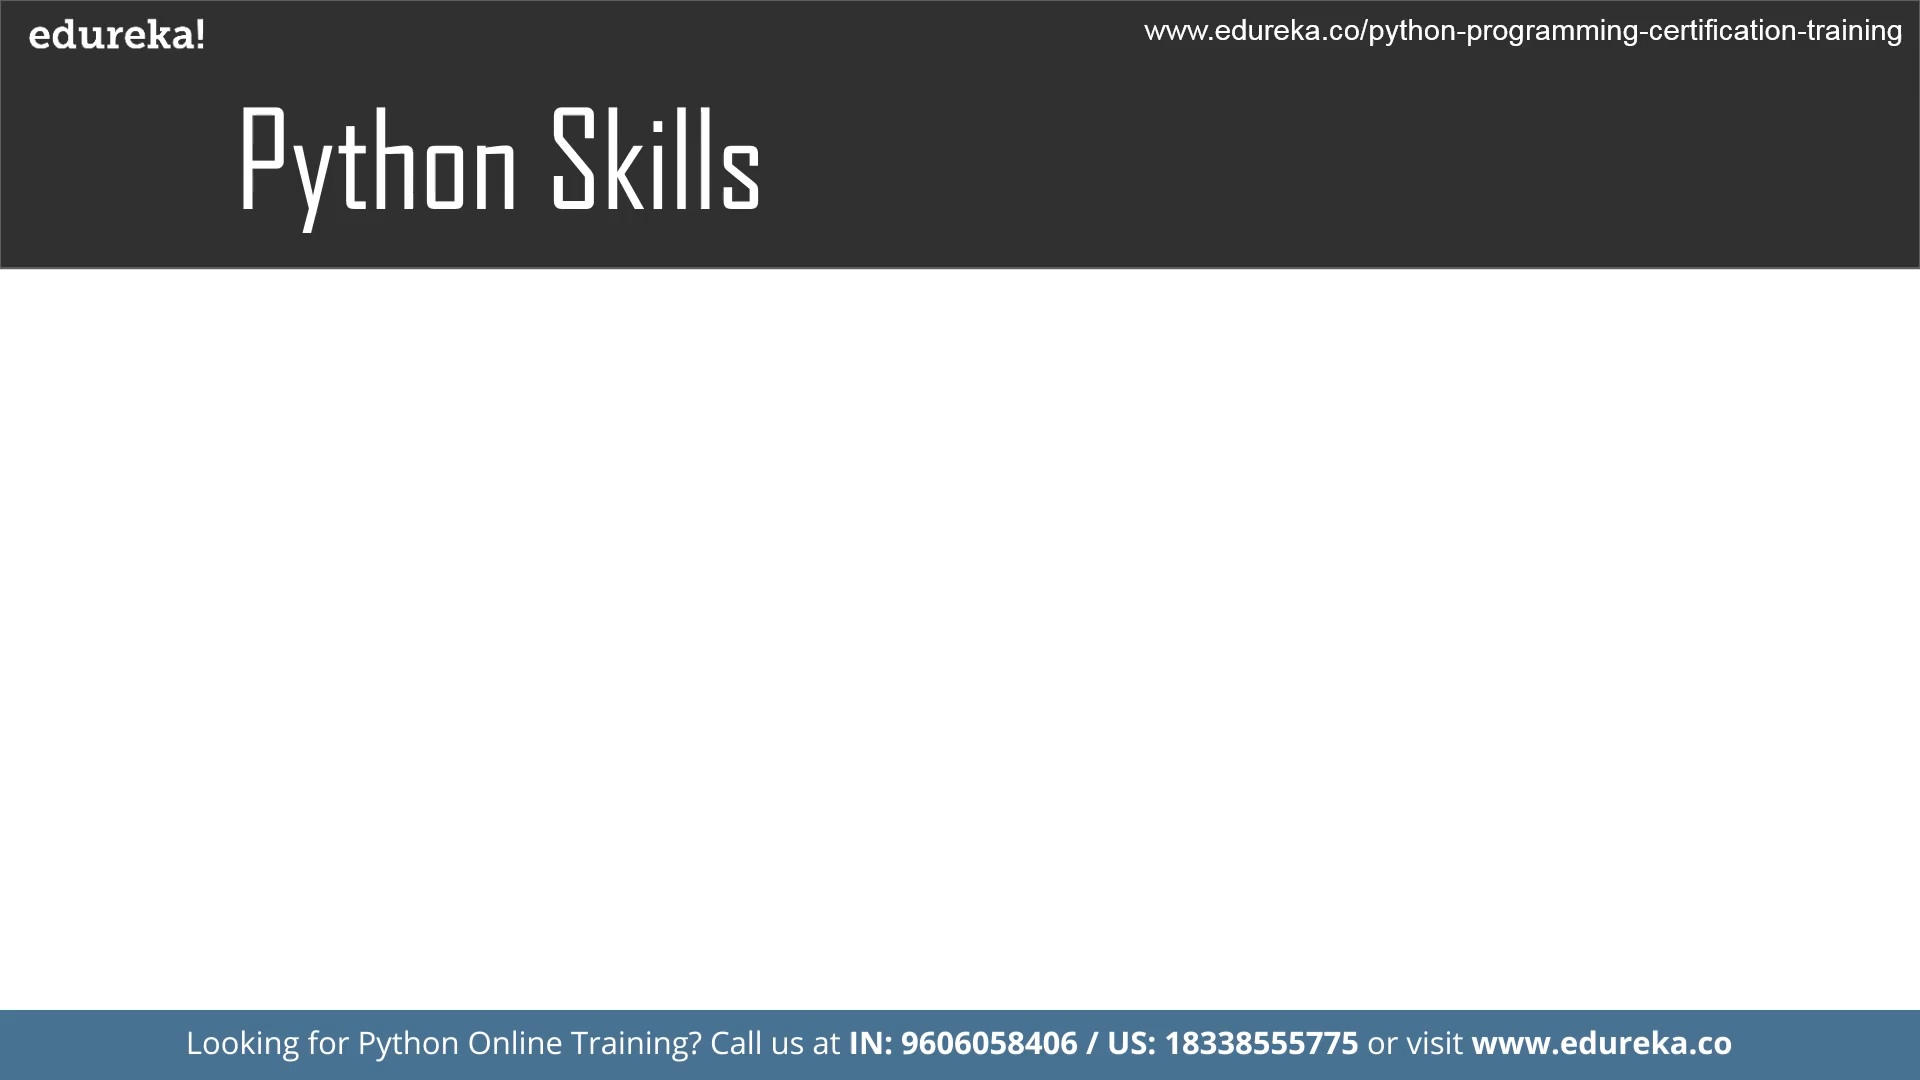 edureka!
www.edureka.co/python-programming-certification-training
Python Skills
Looking for Python Online Training? Call us at IN: 9606058406 / US: 18338555775 or visit www.edureka.co